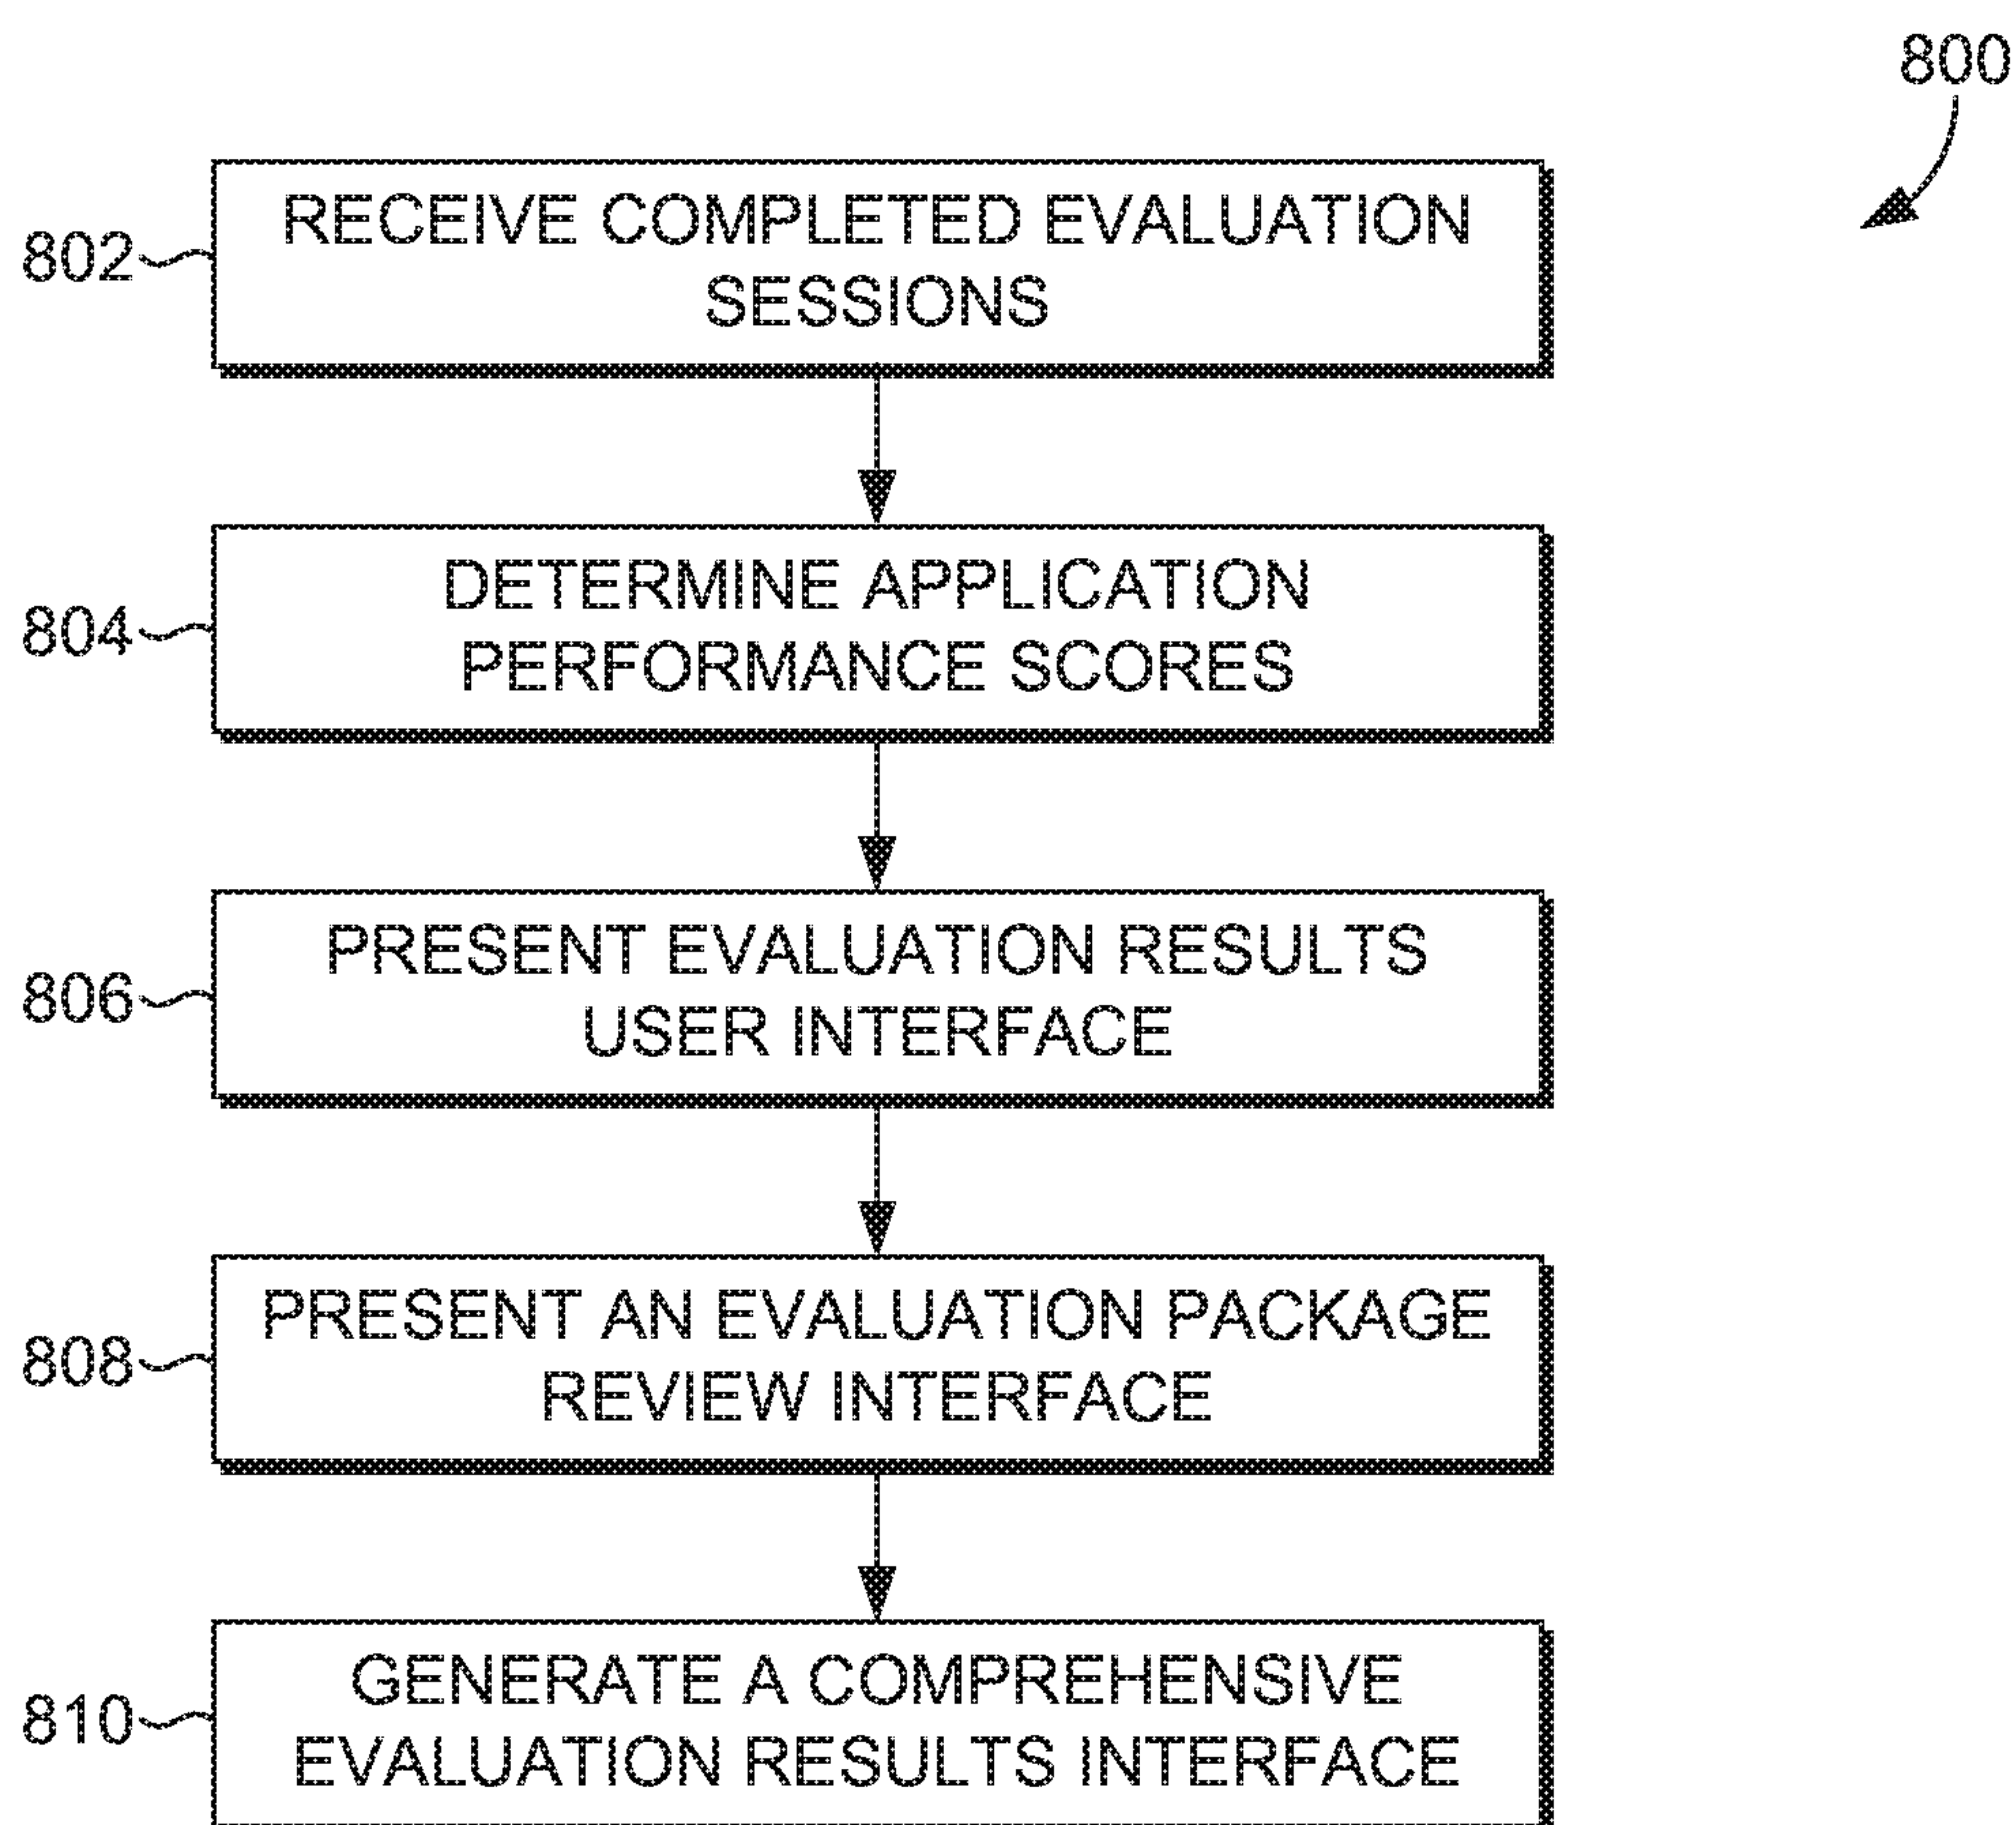 800
RECEIVE COMPLETED EVALUATION
SESSIONS
802
DETERMINE APPLICATION
PERFORMANCE SCORES
804
PRESENT EVALUATION RESULTS
USER INTERFACE
806
PRESENT AN EVALUATION PACKAGE
REVIEW INTERFACE
808
GENERATE A COMPREHENSIVE
EVALUATION RESULTS INTERFACE
810